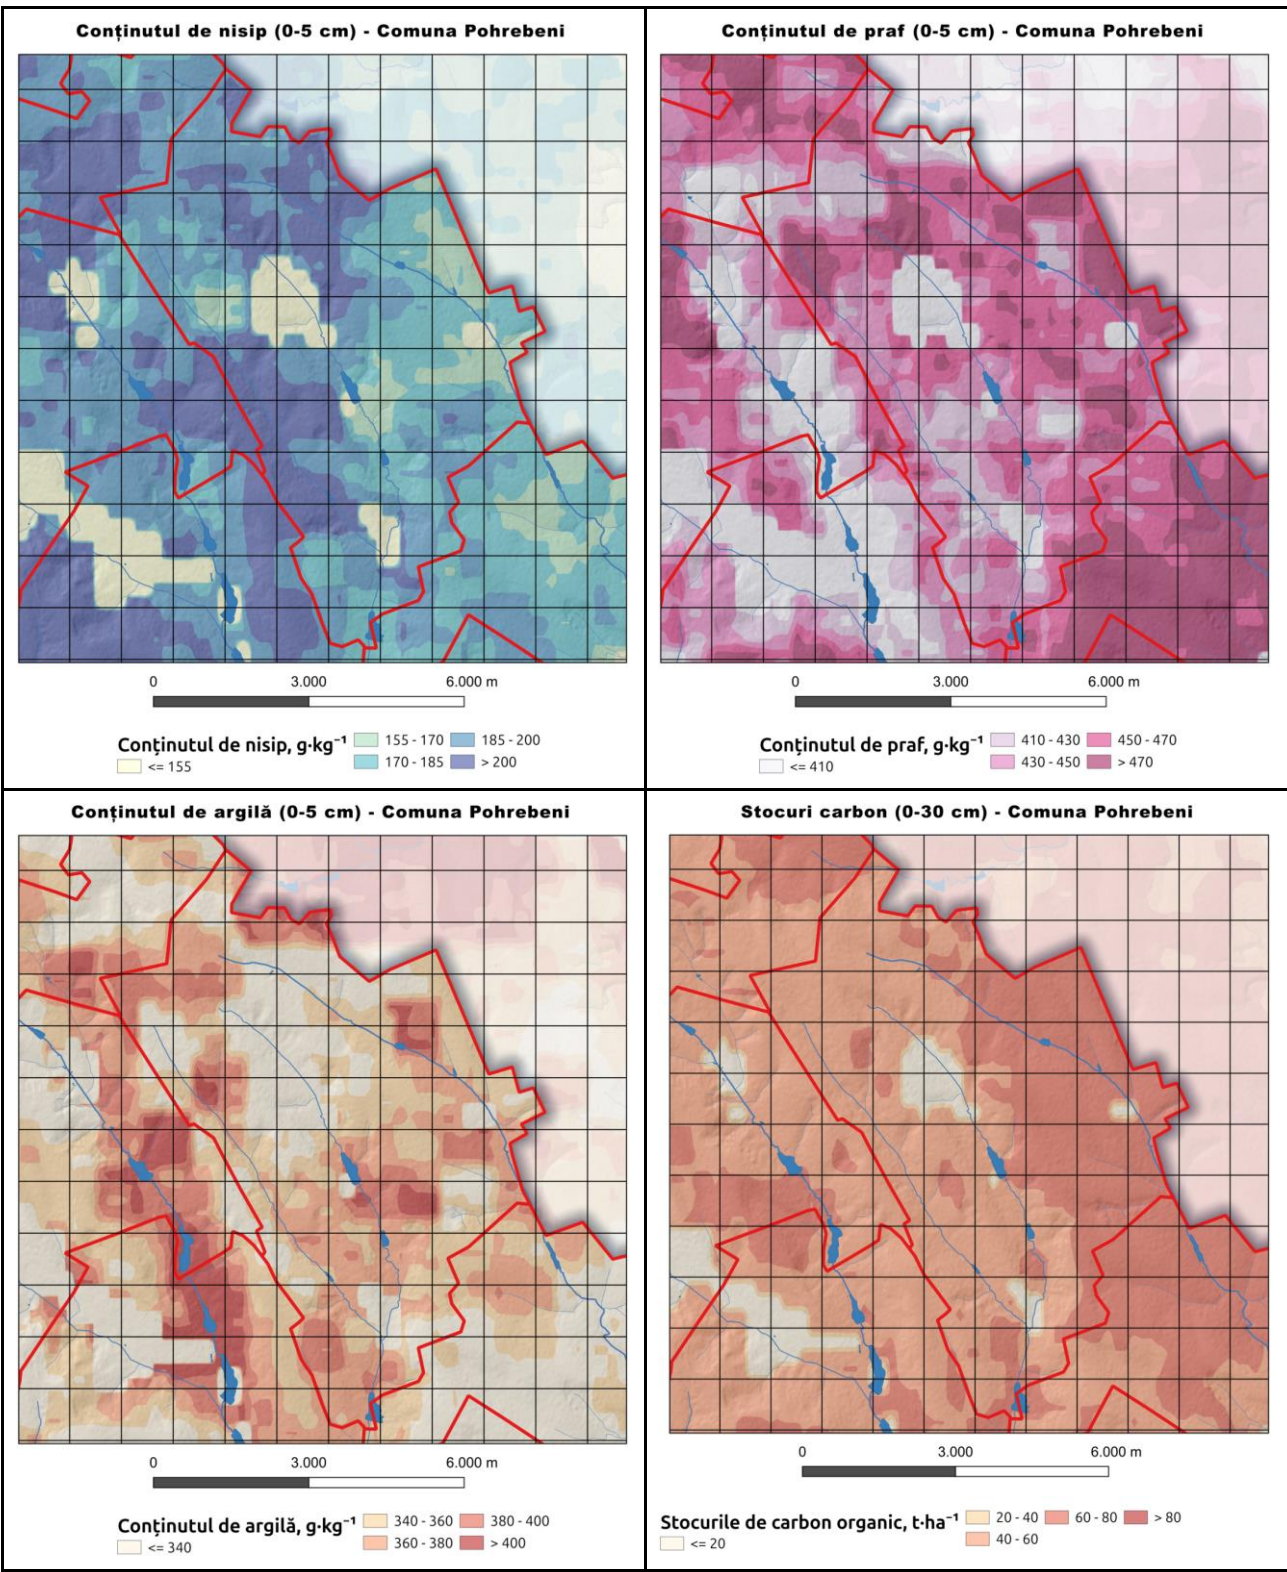 Conținutul de nisip (0-5 cm) - Comuna Pohrebeni
0 3.000 6.000 m
Conținutul de nisip, g·kg⁻¹
<= 155
155 - 170
170 - 185
185 - 200
> 200
Conținutul de praf (0-5 cm) - Comuna Pohrebeni
0 3.000 6.000 m
Conținutul de praf, g·kg⁻¹
<= 410
410 - 430
430 - 450
450 - 470
> 470
Conținutul de argilă (0-5 cm) - Comuna Pohrebeni
0 3.000 6.000 m
Conținutul de argilă, g·kg⁻¹
<= 340
340 - 360
360 - 380
380 - 400
> 400
Stocuri carbon (0-30 cm) - Comuna Pohrebeni
0 3.000 6.000 m
Stocurile de carbon organic, t·ha⁻¹
<= 20
20 - 40
40 - 60
60 - 80
> 80